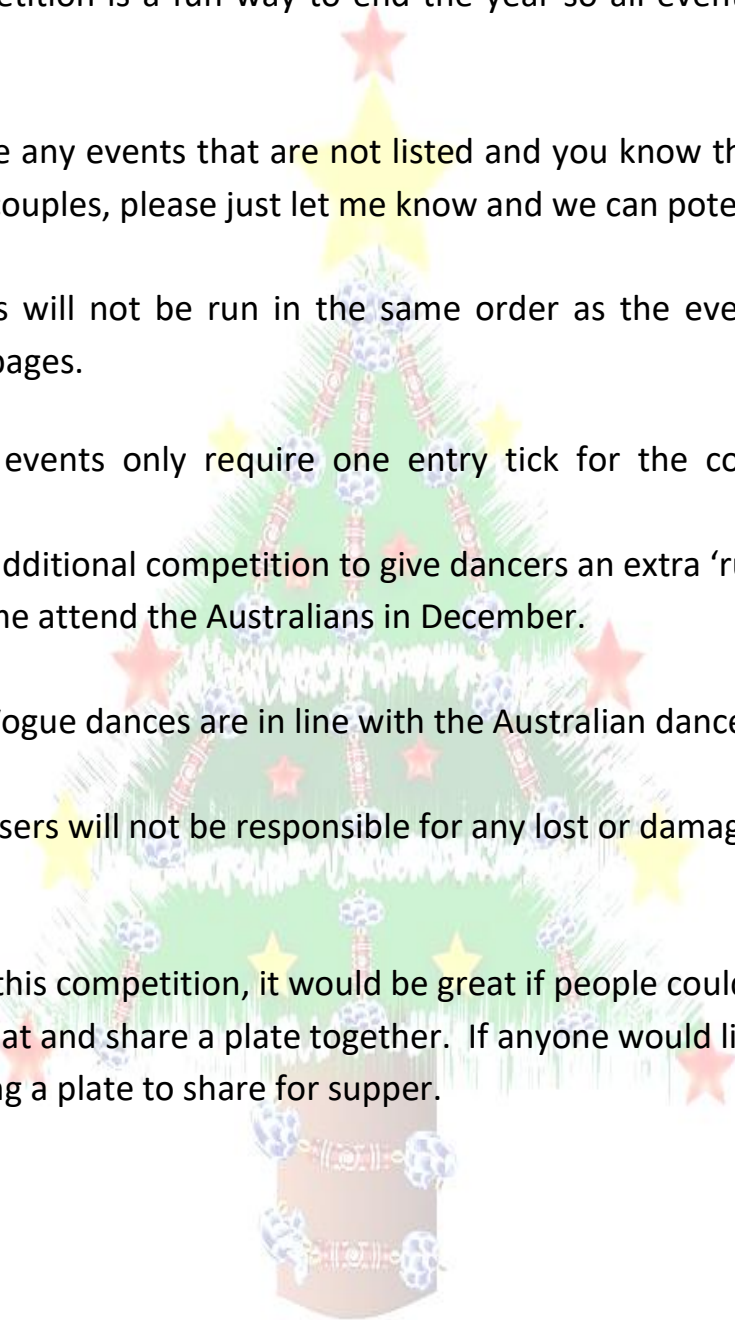 etition is a fun way to end the year so all event
e any events that are not listed and you know th
ouples, please just let me know and we can pote
s will not be run in the same order as the eve
pages.
events only require one entry tick for the co
dditional competition to give dancers an extra ‘ru
ne attend the Australians in December.
ogue dances are in line with the Australian dance
sers will not be responsible for any lost or damag
this competition, it would be great if people could
at and share a plate together.  If anyone would li
ng a plate to share for supper.